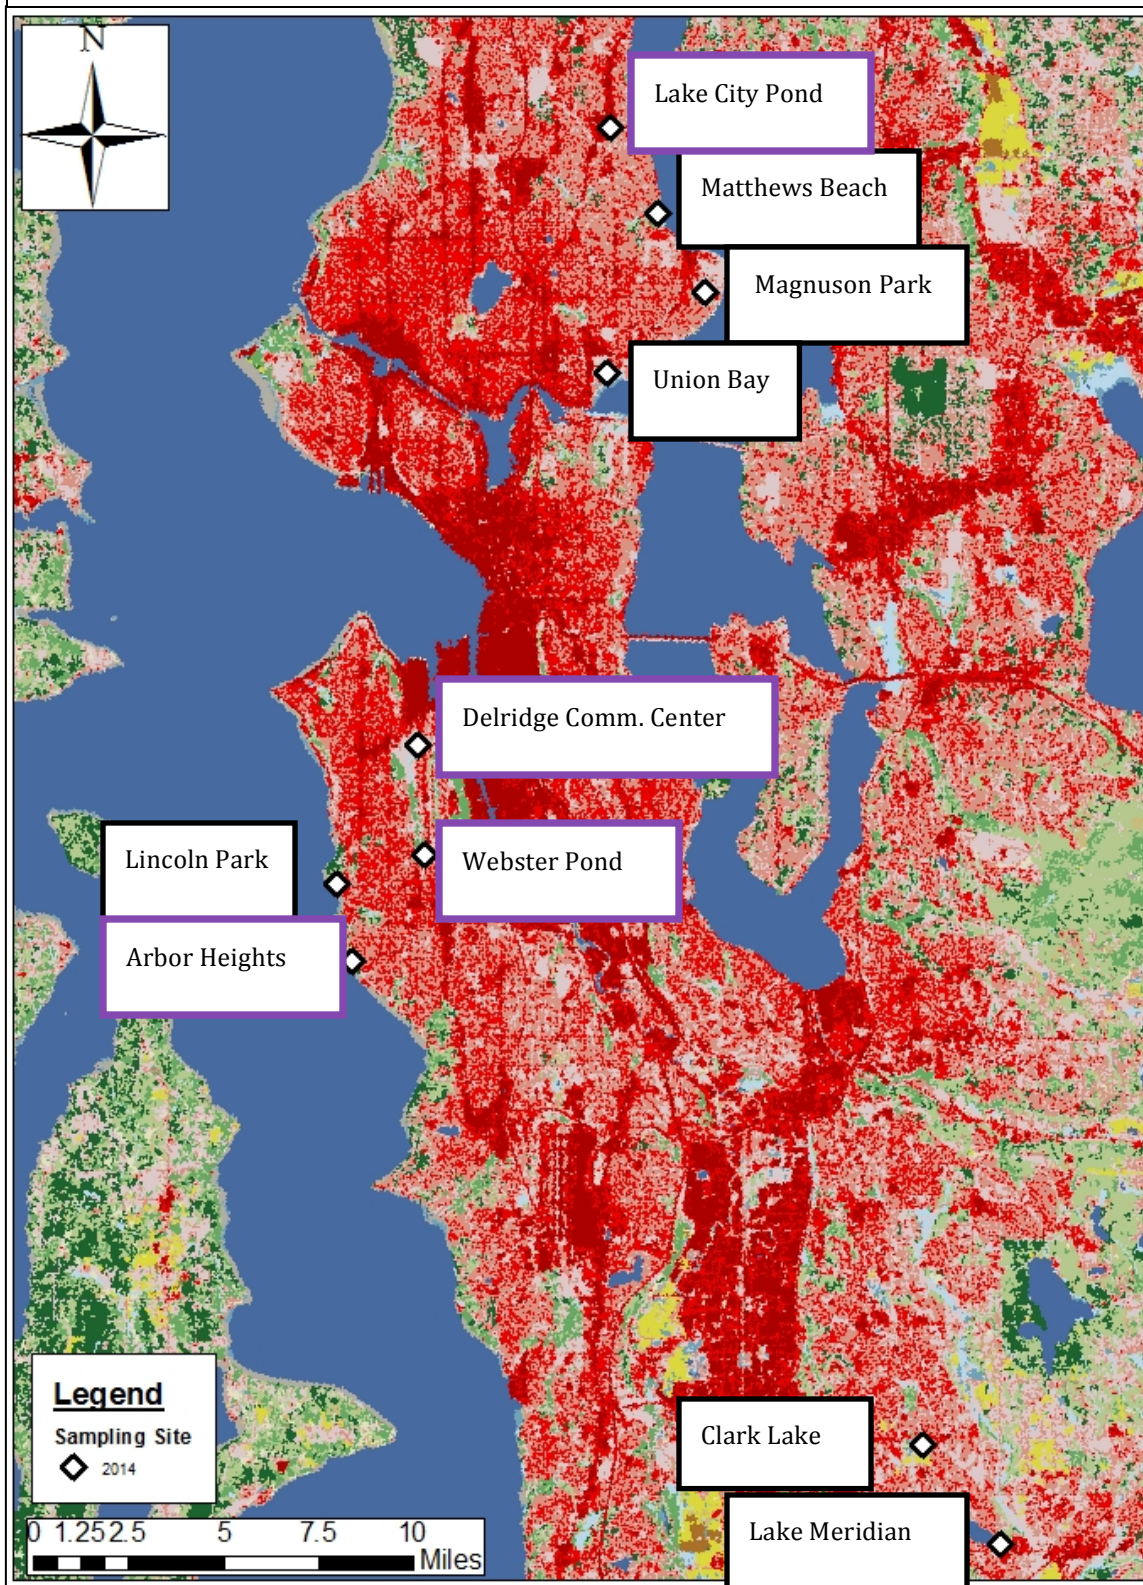 N
Lake City Pond
Matthews Beach
Magnuson Park
Union Bay
Delridge Comm. Center
Lincoln Park
Webster Pond
Arbor Heights
Legend
Sampling Site
2014
Clark Lake
Lake Meridian
0 1.25 2.5 5 7.5 10
Miles